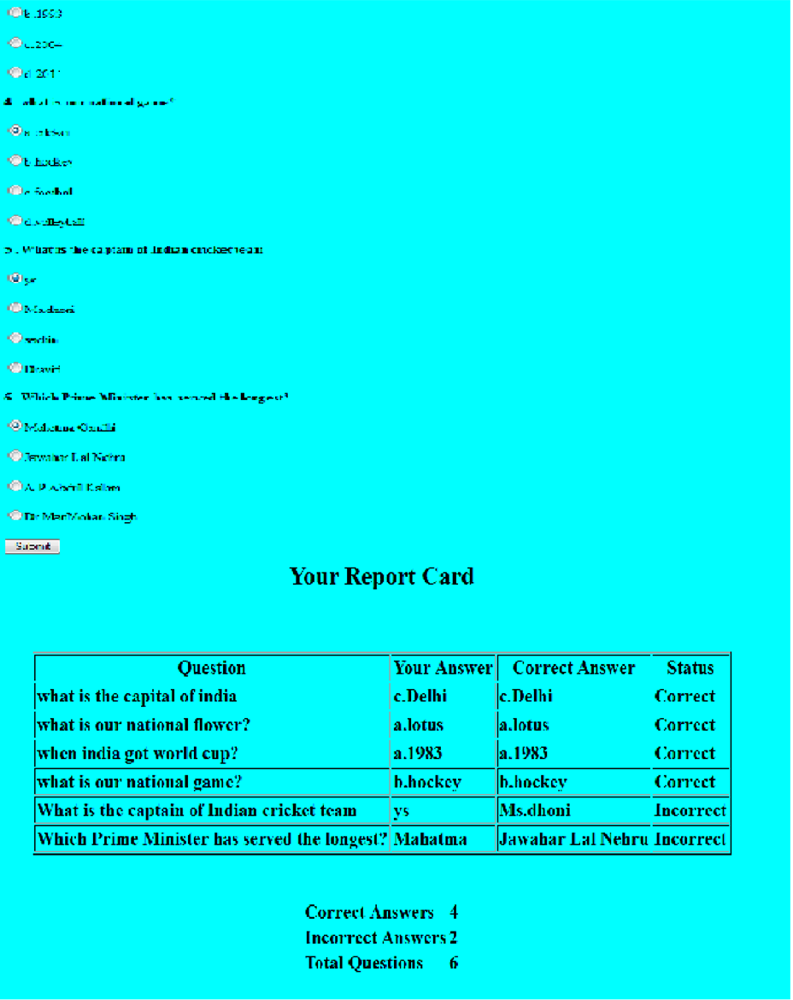 b .1993
d. 2011
4 . what is our national game?
b.hockey
c. football
d.volleyball
5 . What is the captain of Indian cricket team
ys
Ms.dhoni
sachin
Dravid
6 . Which Prime Minister has served the longest?
Mahatma Gandhi
Jawahar Lal Nehru
Kalam
Singh
Submit
Your Report Card
Question Your Answer Correct Answer Status
what is the capital of india c.Delhi c.Delhi Correct
what is our national flower? a.lotus a.lotus Correct
when india got world cup? a.1983 a.1983 Correct
what is our national game? b.hockey b.hockey Correct
What is the captain of Indian cricket team ys Ms.dhoni Incorrect
Which Prime Minister has served the longest? Mahatma Jawahar Lal Nehru Incorrect
Correct Answers 4
Incorrect Answers 2
Total Questions 6